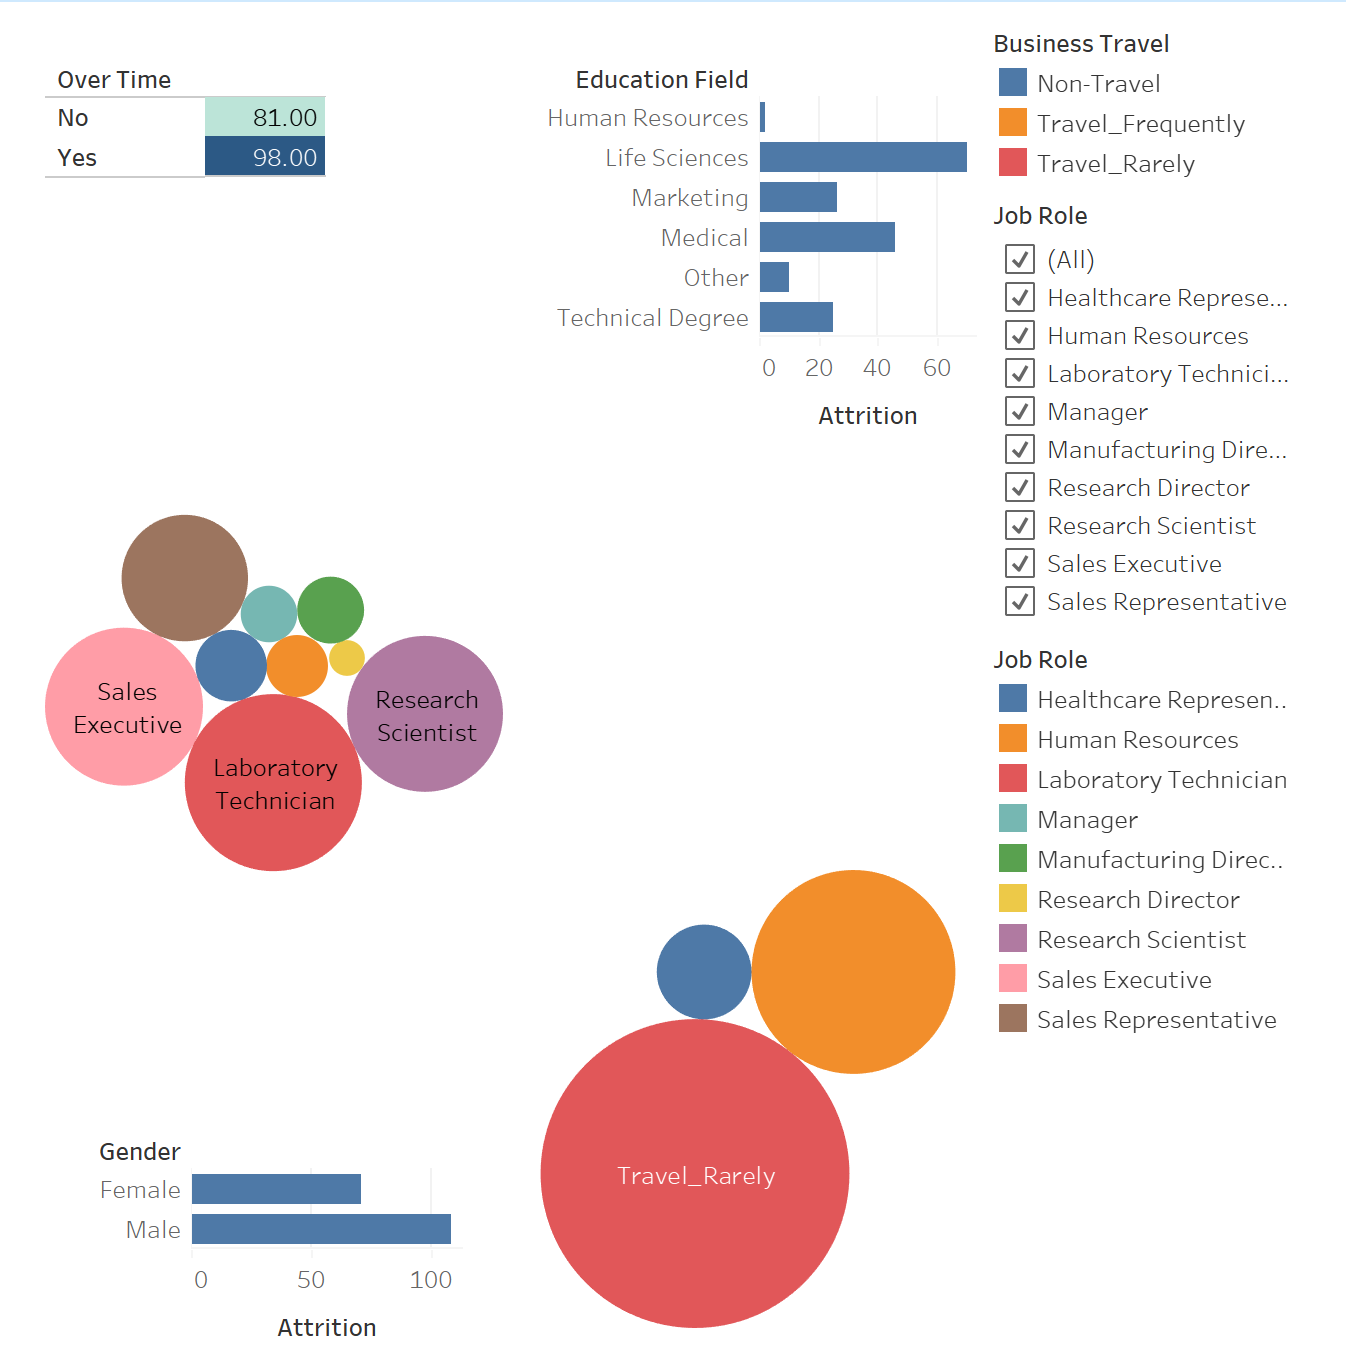 Over Time
No 81.00
Yes 98.00
Education Field
Human Resources
Life Sciences
Marketing
Medical
Other
Technical Degree
0 20 40 60
Attrition
Business Travel
Non-Travel
Travel_Frequently
Travel_Rarely
Job Role
(All)
Healthcare Represe...
Human Resources
Laboratory Technici...
Manager
Manufacturing Dire...
Research Director
Research Scientist
Sales Executive
Sales Representative
Job Role
Healthcare Represen..
Human Resources
Laboratory Technician
Manager
Manufacturing Direc..
Research Director
Research Scientist
Sales Executive
Sales Representative
Sales
Executive
Laboratory
Technician
Research
Scientist
Travel_Rarely
Gender
Female
Male
0 50 100
Attrition